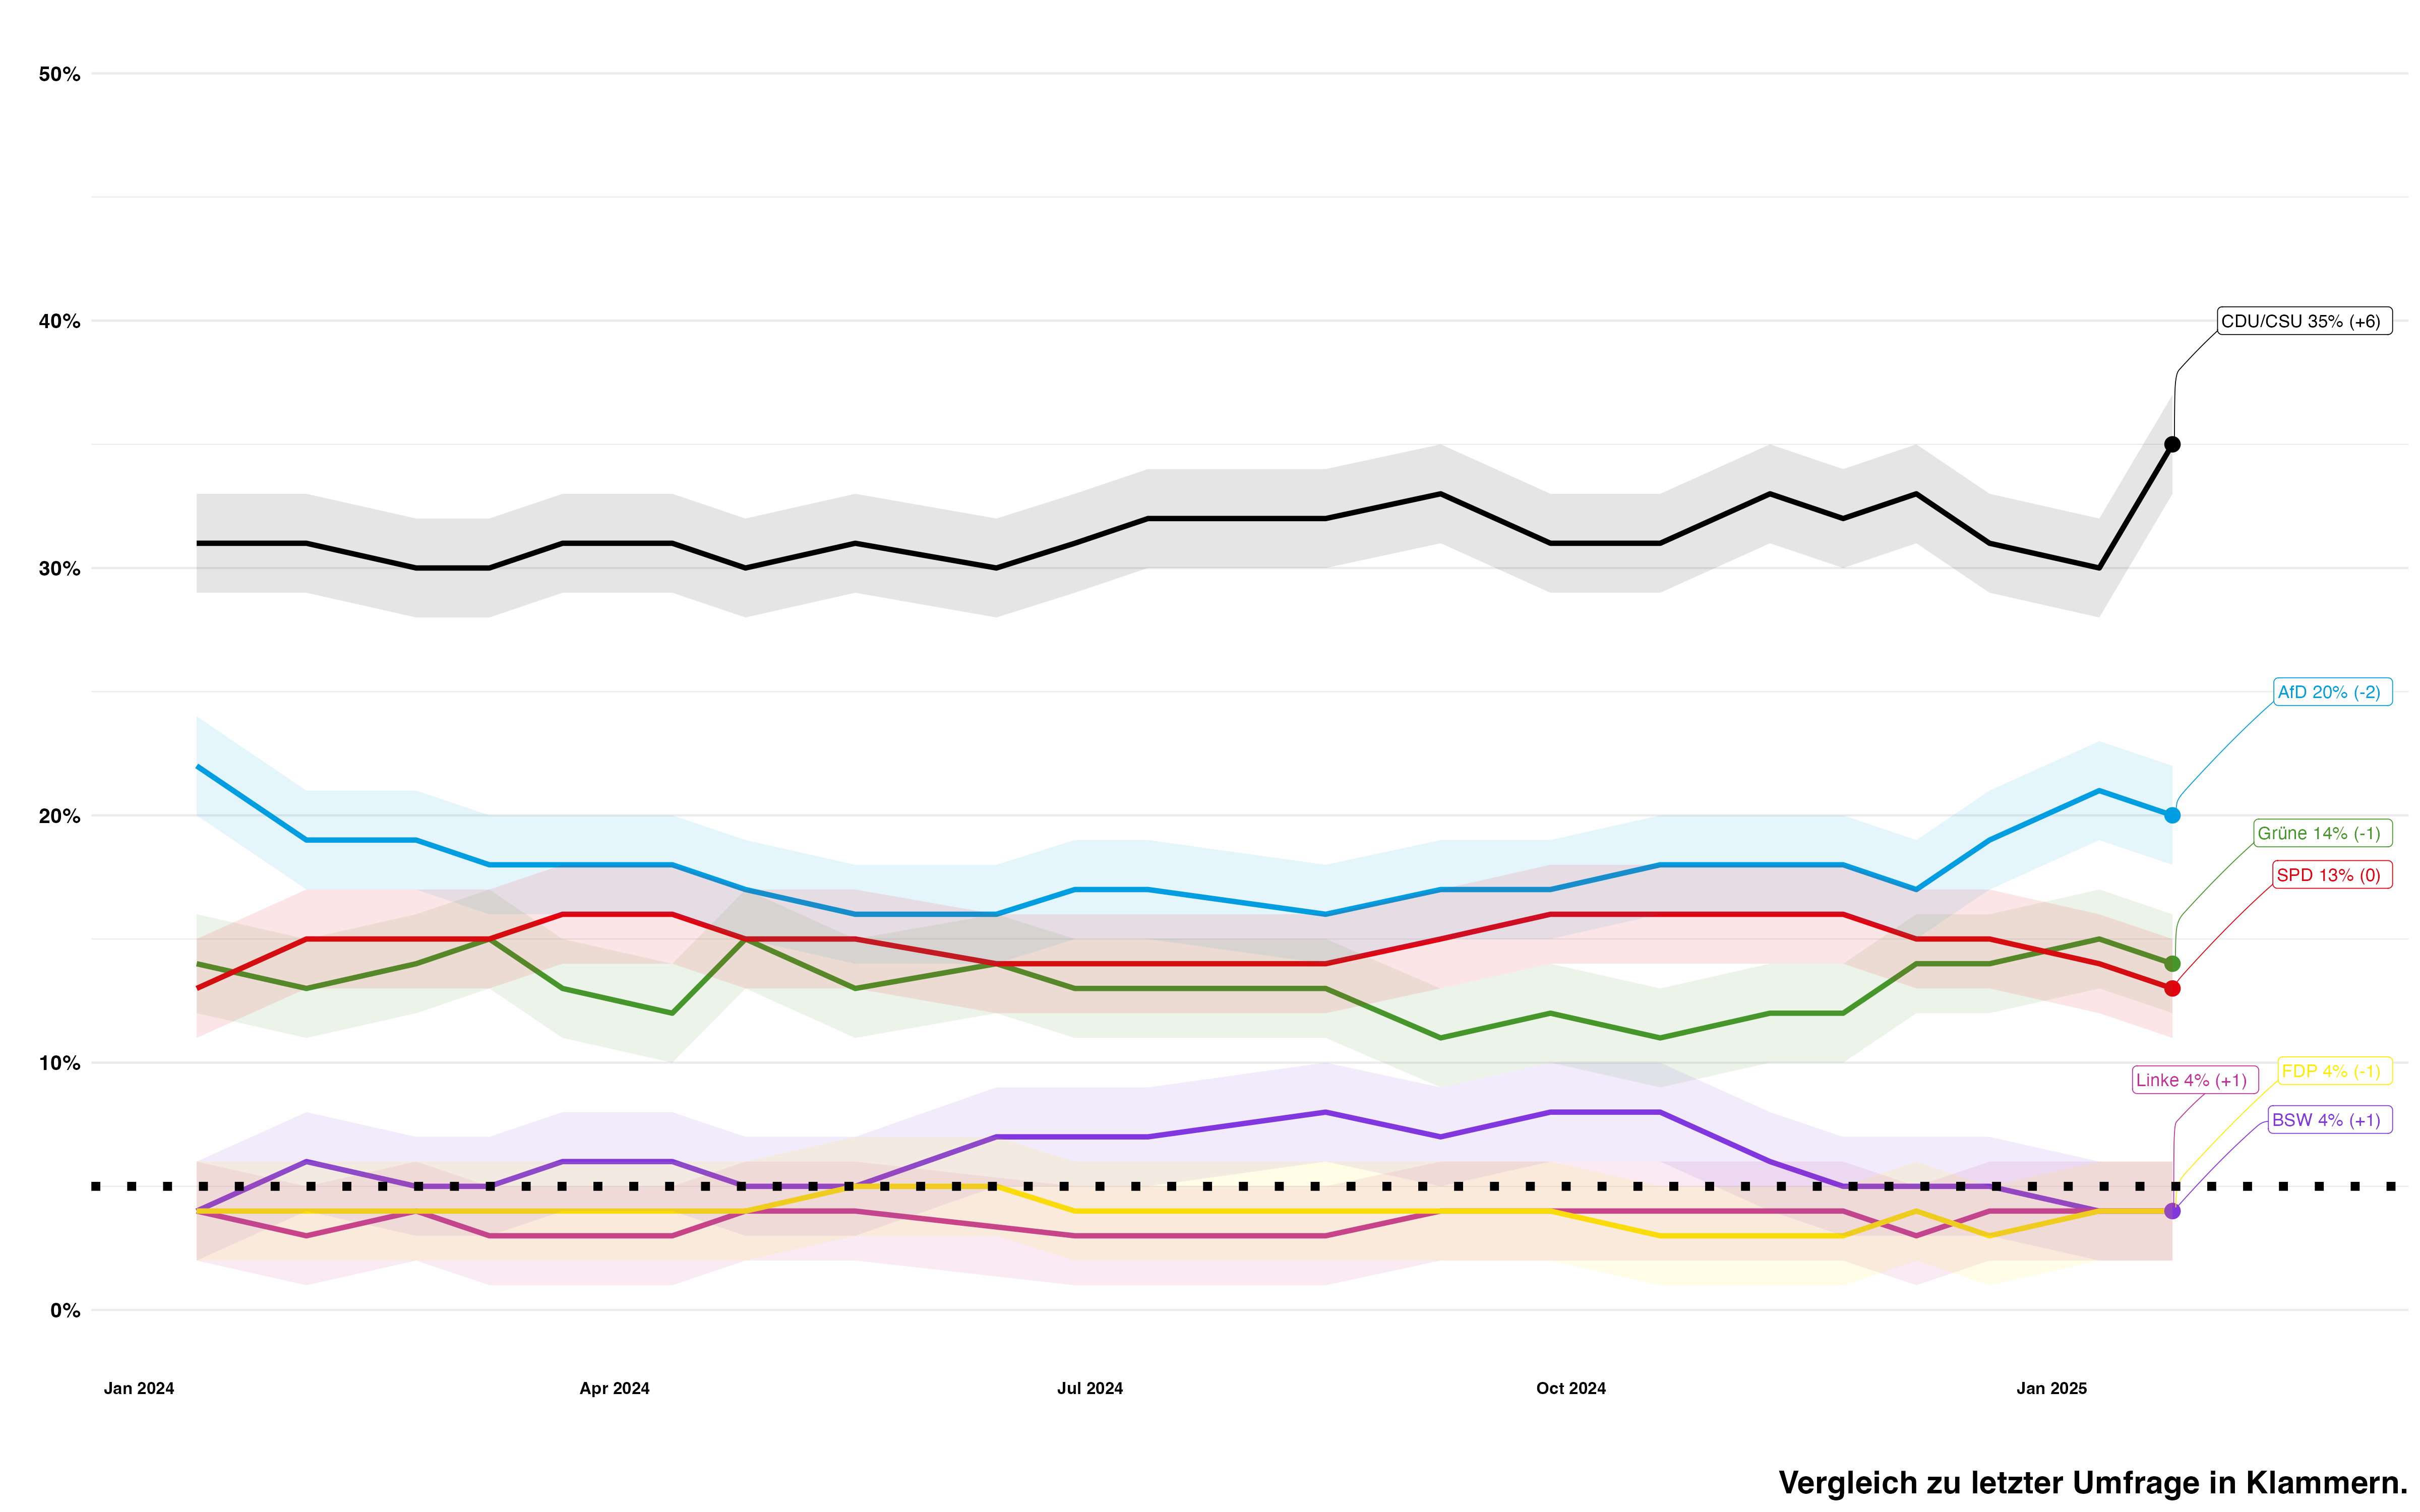 50%
40%
CDU/CSU 35% (+6)
30%
AfD 20% (-2)
20%
Grüne 14% (-1)
SPD 13% (0)
10%
FDP 4% (-1)
Linke 4% (+1)
BSW 4% (+1)
0%
Jan 2024 Apr 2024 Jul 2024 Oct 2024 Jan 2025
Vergleich zu letzter Umfrage in Klammern.